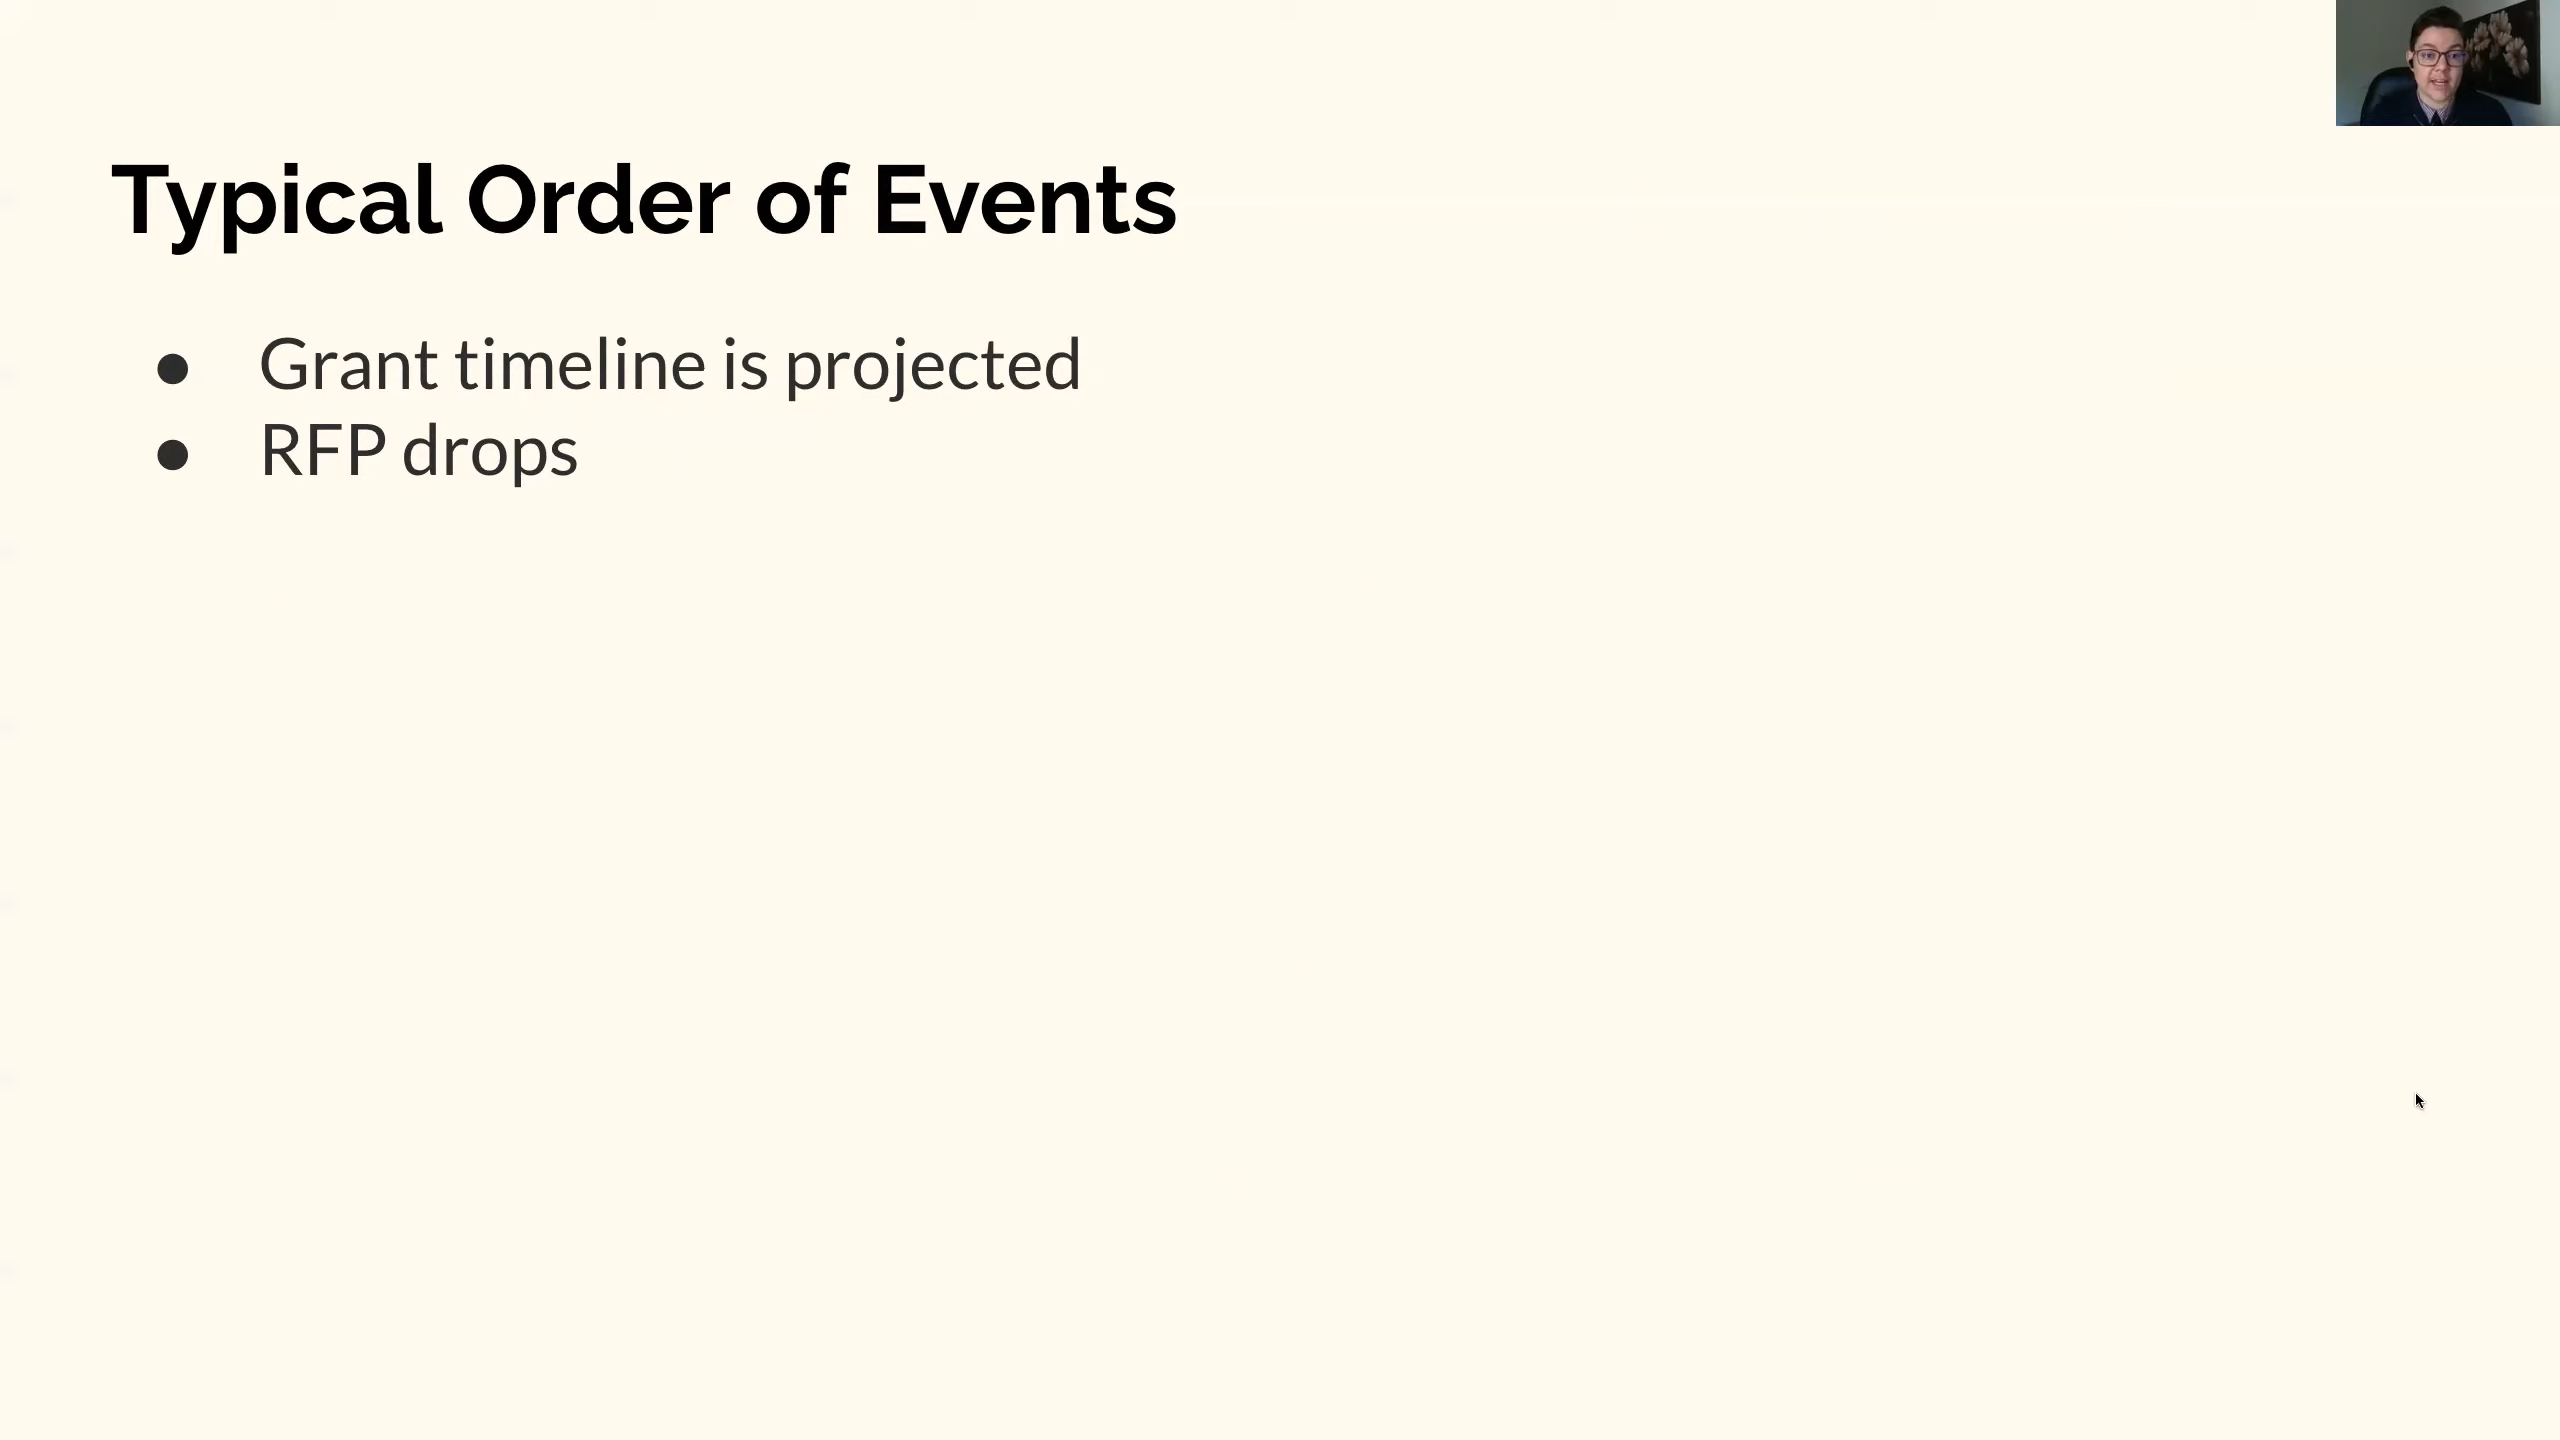 Typical Order of Events
● Grant timeline is projected
● RFP drops